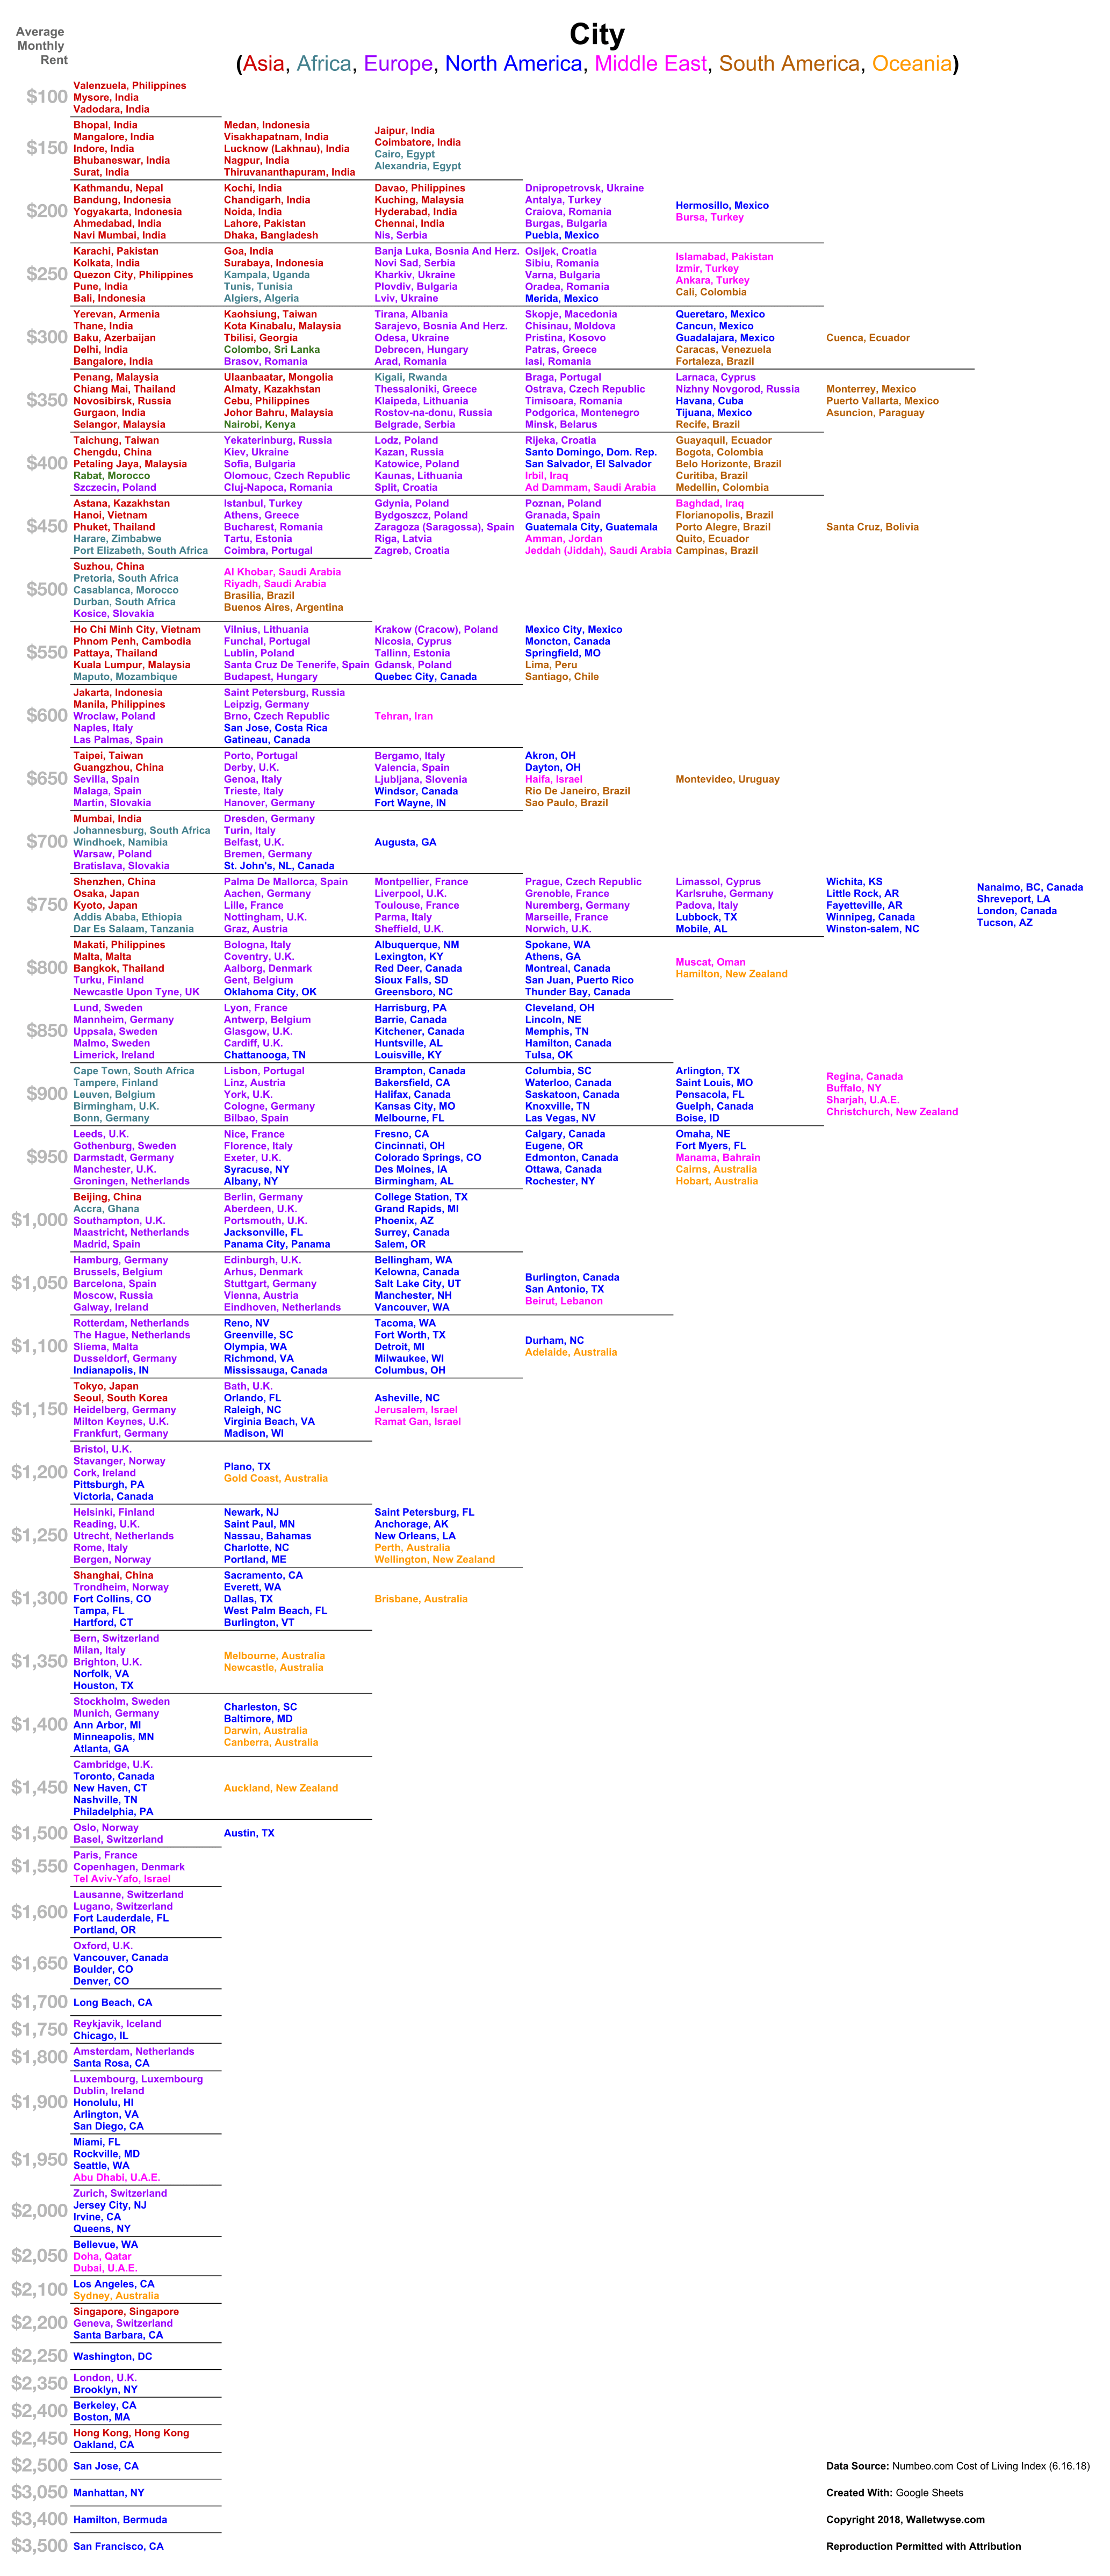 Average
Monthly
Rent
City
(Asia, Africa, Europe, North America, Middle East, South America, Oceania)
$100
Valenzuela, Philippines
Mysore, India
Vadodara, India
$150
Bhopal, India
Mangalore, India
Indore, India
Bhubaneswar, India
Surat, India
Medan, Indonesia
Visakhapatnam, India
Lucknow (Lakhnau), India
Nagpur, India
Thiruvananthapuram, India
Jaipur, India
Coimbatore, India
Cairo, Egypt
Alexandria, Egypt
$200
Kathmandu, Nepal
Bandung, Indonesia
Yogyakarta, Indonesia
Ahmedabad, India
Navi Mumbai, India
Kochi, India
Chandigarh, India
Noida, India
Lahore, Pakistan
Dhaka, Bangladesh
Davao, Philippines
Kuching, Malaysia
Hyderabad, India
Chennai, India
Nis, Serbia
Dnipropetrovsk, Ukraine
Antalya, Turkey
Craiova, Romania
Burgas, Bulgaria
Puebla, Mexico
Hermosillo, Mexico
Bursa, Turkey
$250
Karachi, Pakistan
Kolkata, India
Quezon City, Philippines
Pune, India
Bali, Indonesia
Goa, India
Surabaya, Indonesia
Kampala, Uganda
Tunis, Tunisia
Algiers, Algeria
Banja Luka, Bosnia And Herz.
Novi Sad, Serbia
Kharkiv, Ukraine
Plovdiv, Bulgaria
Lviv, Ukraine
Osijek, Croatia
Sibiu, Romania
Varna, Bulgaria
Oradea, Romania
Merida, Mexico
Islamabad, Pakistan
Izmir, Turkey
Ankara, Turkey
Cali, Colombia
$300
Yerevan, Armenia
Thane, India
Baku, Azerbaijan
Delhi, India
Bangalore, India
Kaohsiung, Taiwan
Kota Kinabalu, Malaysia
Tbilisi, Georgia
Colombo, Sri Lanka
Brasov, Romania
Tirana, Albania
Sarajevo, Bosnia And Herz.
Odesa, Ukraine
Debrecen, Hungary
Arad, Romania
Skopje, Macedonia
Chisinau, Moldova
Pristina, Kosovo
Patras, Greece
Iasi, Romania
Queretaro, Mexico
Cancun, Mexico
Guadalajara, Mexico
Caracas, Venezuela
Fortaleza, Brazil
Cuenca, Ecuador
$350
Penang, Malaysia
Chiang Mai, Thailand
Novosibirsk, Russia
Gurgaon, India
Selangor, Malaysia
Ulaanbaatar, Mongolia
Almaty, Kazakhstan
Cebu, Philippines
Johor Bahru, Malaysia
Nairobi, Kenya
Kigali, Rwanda
Thessaloniki, Greece
Klaipeda, Lithuania
Rostov-na-donu, Russia
Belgrade, Serbia
Braga, Portugal
Ostrava, Czech Republic
Timisoara, Romania
Podgorica, Montenegro
Minsk, Belarus
Larnaca, Cyprus
Nizhny Novgorod, Russia
Havana, Cuba
Tijuana, Mexico
Recife, Brazil
Monterrey, Mexico
Puerto Vallarta, Mexico
Asuncion, Paraguay
$400
Taichung, Taiwan
Chengdu, China
Petaling Jaya, Malaysia
Rabat, Morocco
Szczecin, Poland
Yekaterinburg, Russia
Kiev, Ukraine
Sofia, Bulgaria
Olomouc, Czech Republic
Cluj-Napoca, Romania
Lodz, Poland
Kazan, Russia
Katowice, Poland
Kaunas, Lithuania
Split, Croatia
Rijeka, Croatia
Santo Domingo, Dom. Rep.
San Salvador, El Salvador
Irbil, Iraq
Ad Dammam, Saudi Arabia
Guayaquil, Ecuador
Bogota, Colombia
Belo Horizonte, Brazil
Curitiba, Brazil
Medellin, Colombia
$450
Astana, Kazakhstan
Hanoi, Vietnam
Phuket, Thailand
Harare, Zimbabwe
Port Elizabeth, South Africa
Istanbul, Turkey
Athens, Greece
Bucharest, Romania
Tartu, Estonia
Coimbra, Portugal
Gdynia, Poland
Bydgoszcz, Poland
Zaragoza (Saragossa), Spain
Riga, Latvia
Zagreb, Croatia
Poznan, Poland
Granada, Spain
Guatemala City, Guatemala
Amman, Jordan
Jeddah (Jiddah), Saudi Arabia
Baghdad, Iraq
Florianopolis, Brazil
Porto Alegre, Brazil
Quito, Ecuador
Campinas, Brazil
Santa Cruz, Bolivia
$500
Suzhou, China
Pretoria, South Africa
Casablanca, Morocco
Durban, South Africa
Kosice, Slovakia
Al Khobar, Saudi Arabia
Riyadh, Saudi Arabia
Brasilia, Brazil
Buenos Aires, Argentina
$550
Ho Chi Minh City, Vietnam
Phnom Penh, Cambodia
Pattaya, Thailand
Kuala Lumpur, Malaysia
Maputo, Mozambique
Vilnius, Lithuania
Funchal, Portugal
Lublin, Poland
Santa Cruz De Tenerife, Spain
Budapest, Hungary
Krakow (Cracow), Poland
Nicosia, Cyprus
Tallinn, Estonia
Gdansk, Poland
Quebec City, Canada
Mexico City, Mexico
Moncton, Canada
Springfield, MO
Lima, Peru
Santiago, Chile
$600
Jakarta, Indonesia
Manila, Philippines
Wroclaw, Poland
Naples, Italy
Las Palmas, Spain
Saint Petersburg, Russia
Leipzig, Germany
Brno, Czech Republic
San Jose, Costa Rica
Gatineau, Canada
Tehran, Iran
$650
Taipei, Taiwan
Guangzhou, China
Sevilla, Spain
Malaga, Spain
Martin, Slovakia
Porto, Portugal
Derby, U.K.
Genoa, Italy
Trieste, Italy
Hanover, Germany
Bergamo, Italy
Valencia, Spain
Ljubljana, Slovenia
Windsor, Canada
Fort Wayne, IN
Akron, OH
Dayton, OH
Haifa, Israel
Rio De Janeiro, Brazil
Sao Paulo, Brazil
Montevideo, Uruguay
$700
Mumbai, India
Johannesburg, South Africa
Windhoek, Namibia
Warsaw, Poland
Bratislava, Slovakia
Dresden, Germany
Turin, Italy
Belfast, U.K.
Bremen, Germany
St. John's, NL, Canada
Augusta, GA
$750
Shenzhen, China
Osaka, Japan
Kyoto, Japan
Addis Ababa, Ethiopia
Dar Es Salaam, Tanzania
Palma De Mallorca, Spain
Aachen, Germany
Lille, France
Nottingham, U.K.
Graz, Austria
Montpellier, France
Liverpool, U.K.
Toulouse, France
Parma, Italy
Sheffield, U.K.
Prague, Czech Republic
Grenoble, France
Nuremberg, Germany
Marseille, France
Norwich, U.K.
Limassol, Cyprus
Karlsruhe, Germany
Padova, Italy
Lubbock, TX
Mobile, AL
Wichita, KS
Little Rock, AR
Fayetteville, AR
Winnipeg, Canada
Winston-salem, NC
Nanaimo, BC, Canada
Shreveport, LA
London, Canada
Tucson, AZ
$800
Makati, Philippines
Malta, Malta
Bangkok, Thailand
Turku, Finland
Newcastle Upon Tyne, UK
Bologna, Italy
Coventry, U.K.
Aalborg, Denmark
Gent, Belgium
Oklahoma City, OK
Albuquerque, NM
Lexington, KY
Red Deer, Canada
Sioux Falls, SD
Greensboro, NC
Spokane, WA
Athens, GA
Montreal, Canada
San Juan, Puerto Rico
Thunder Bay, Canada
Muscat, Oman
Hamilton, New Zealand
$850
Lund, Sweden
Mannheim, Germany
Uppsala, Sweden
Malmo, Sweden
Limerick, Ireland
Lyon, France
Antwerp, Belgium
Glasgow, U.K.
Cardiff, U.K.
Chattanooga, TN
Harrisburg, PA
Barrie, Canada
Kitchener, Canada
Huntsville, AL
Louisville, KY
Cleveland, OH
Lincoln, NE
Memphis, TN
Hamilton, Canada
Tulsa, OK
$900
Cape Town, South Africa
Tampere, Finland
Leuven, Belgium
Birmingham, U.K.
Bonn, Germany
Lisbon, Portugal
Linz, Austria
York, U.K.
Cologne, Germany
Bilbao, Spain
Brampton, Canada
Bakersfield, CA
Halifax, Canada
Kansas City, MO
Melbourne, FL
Columbia, SC
Waterloo, Canada
Saskatoon, Canada
Knoxville, TN
Las Vegas, NV
Arlington, TX
Saint Louis, MO
Pensacola, FL
Guelph, Canada
Boise, ID
Regina, Canada
Buffalo, NY
Sharjah, U.A.E.
Christchurch, New Zealand
$950
Leeds, U.K.
Gothenburg, Sweden
Darmstadt, Germany
Manchester, U.K.
Groningen, Netherlands
Nice, France
Florence, Italy
Exeter, U.K.
Syracuse, NY
Albany, NY
Fresno, CA
Cincinnati, OH
Colorado Springs, CO
Des Moines, IA
Birmingham, AL
Calgary, Canada
Eugene, OR
Edmonton, Canada
Ottawa, Canada
Rochester, NY
Omaha, NE
Fort Myers, FL
Manama, Bahrain
Cairns, Australia
Hobart, Australia
$1,000
Beijing, China
Accra, Ghana
Southampton, U.K.
Maastricht, Netherlands
Madrid, Spain
Berlin, Germany
Aberdeen, U.K.
Portsmouth, U.K.
Jacksonville, FL
Panama City, Panama
College Station, TX
Grand Rapids, MI
Phoenix, AZ
Surrey, Canada
Salem, OR
$1,050
Hamburg, Germany
Brussels, Belgium
Barcelona, Spain
Moscow, Russia
Galway, Ireland
Edinburgh, U.K.
Arhus, Denmark
Stuttgart, Germany
Vienna, Austria
Eindhoven, Netherlands
Bellingham, WA
Kelowna, Canada
Salt Lake City, UT
Manchester, NH
Vancouver, WA
Burlington, Canada
San Antonio, TX
Beirut, Lebanon
$1,100
Rotterdam, Netherlands
The Hague, Netherlands
Sliema, Malta
Dusseldorf, Germany
Indianapolis, IN
Reno, NV
Greenville, SC
Olympia, WA
Richmond, VA
Mississauga, Canada
Tacoma, WA
Fort Worth, TX
Detroit, MI
Milwaukee, WI
Columbus, OH
Durham, NC
Adelaide, Australia
$1,150
Tokyo, Japan
Seoul, South Korea
Heidelberg, Germany
Milton Keynes, U.K.
Frankfurt, Germany
Bath, U.K.
Orlando, FL
Raleigh, NC
Virginia Beach, VA
Madison, WI
Asheville, NC
Jerusalem, Israel
Ramat Gan, Israel
$1,200
Bristol, U.K.
Stavanger, Norway
Cork, Ireland
Pittsburgh, PA
Victoria, Canada
Plano, TX
Gold Coast, Australia
$1,250
Helsinki, Finland
Reading, U.K.
Utrecht, Netherlands
Rome, Italy
Bergen, Norway
Newark, NJ
Saint Paul, MN
Nassau, Bahamas
Charlotte, NC
Portland, ME
Saint Petersburg, FL
Anchorage, AK
New Orleans, LA
Perth, Australia
Wellington, New Zealand
$1,300
Shanghai, China
Trondheim, Norway
Fort Collins, CO
Tampa, FL
Hartford, CT
Sacramento, CA
Everett, WA
Dallas, TX
West Palm Beach, FL
Burlington, VT
Brisbane, Australia
$1,350
Bern, Switzerland
Milan, Italy
Brighton, U.K.
Norfolk, VA
Houston, TX
Melbourne, Australia
Newcastle, Australia
$1,400
Stockholm, Sweden
Munich, Germany
Ann Arbor, MI
Minneapolis, MN
Atlanta, GA
Charleston, SC
Baltimore, MD
Darwin, Australia
Canberra, Australia
$1,450
Cambridge, U.K.
Toronto, Canada
New Haven, CT
Nashville, TN
Philadelphia, PA
Auckland, New Zealand
$1,500
Oslo, Norway
Basel, Switzerland
Austin, TX
$1,550
Paris, France
Copenhagen, Denmark
Tel Aviv-Yafo, Israel
$1,600
Lausanne, Switzerland
Lugano, Switzerland
Fort Lauderdale, FL
Portland, OR
$1,650
Oxford, U.K.
Vancouver, Canada
Boulder, CO
Denver, CO
$1,700
Long Beach, CA
$1,750
Reykjavik, Iceland
Chicago, IL
$1,800
Amsterdam, Netherlands
Santa Rosa, CA
$1,900
Luxembourg, Luxembourg
Dublin, Ireland
Honolulu, HI
Arlington, VA
San Diego, CA
$1,950
Miami, FL
Rockville, MD
Seattle, WA
Abu Dhabi, U.A.E.
$2,000
Zurich, Switzerland
Jersey City, NJ
Irvine, CA
Queens, NY
$2,050
Bellevue, WA
Doha, Qatar
Dubai, U.A.E.
$2,100
Los Angeles, CA
Sydney, Australia
$2,200
Singapore, Singapore
Geneva, Switzerland
Santa Barbara, CA
$2,250
Washington, DC
$2,350
London, U.K.
Brooklyn, NY
$2,400
Berkeley, CA
Boston, MA
$2,450
Hong Kong, Hong Kong
Oakland, CA
$2,500
San Jose, CA
Data Source: Numbeo.com Cost of Living Index (6.16.18)
$3,050
Manhattan, NY
Created With: Google Sheets
$3,400
Hamilton, Bermuda
Copyright 2018, Walletwyse.com
$3,500
San Francisco, CA
Reproduction Permitted with Attribution